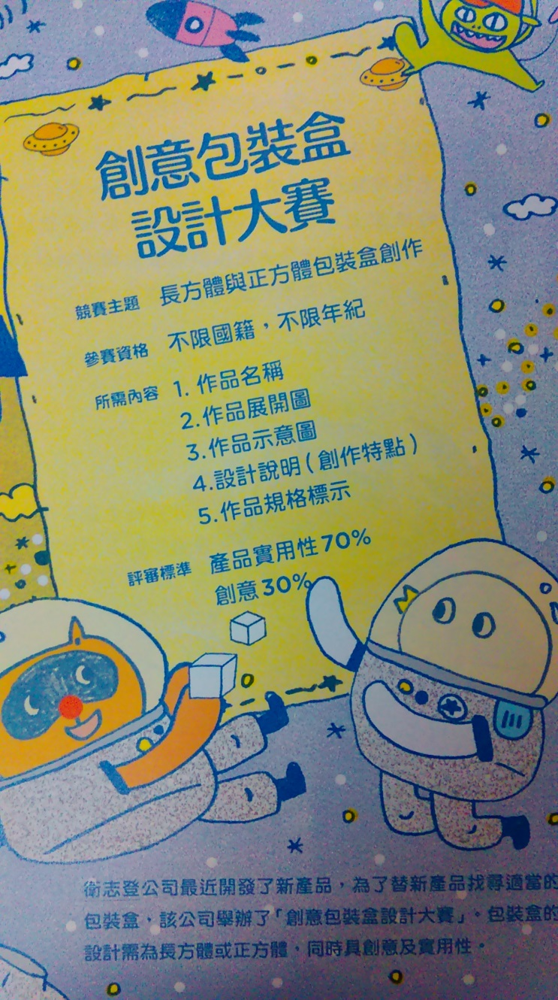 創意包裝盒
設計大賽
競賽主題 長方體與正方體包裝盒創作
參賽資格 不限國籍，不限年紀
所需內容 1. 作品名稱
2. 作品展開圖
3. 作品示意圖
4. 設計說明（創作特點）
5. 作品規格標示
評審標準 產品實用性70%
創意30%
衛志登公司最近開發了新產品，為了替新產品找尋適當的
包裝盒，該公司舉辦了「創意包裝盒設計大賽」。包裝盒的
設計需為長方體或正方體，同時具創意及實用性。